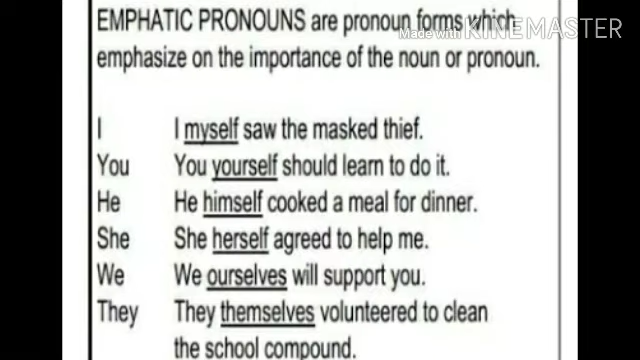 EMPHATIC PRONOUNS are pronoun forms which
Made with KINEMASTER
emphasize on the importance of the noun or pronoun.
I I myself saw the masked thief.
You You yourself should learn to do it.
He He himself cooked a meal for dinner.
She She herself agreed to help me.
We We ourselves will support you.
They They themselves volunteered to clean
the school compound.